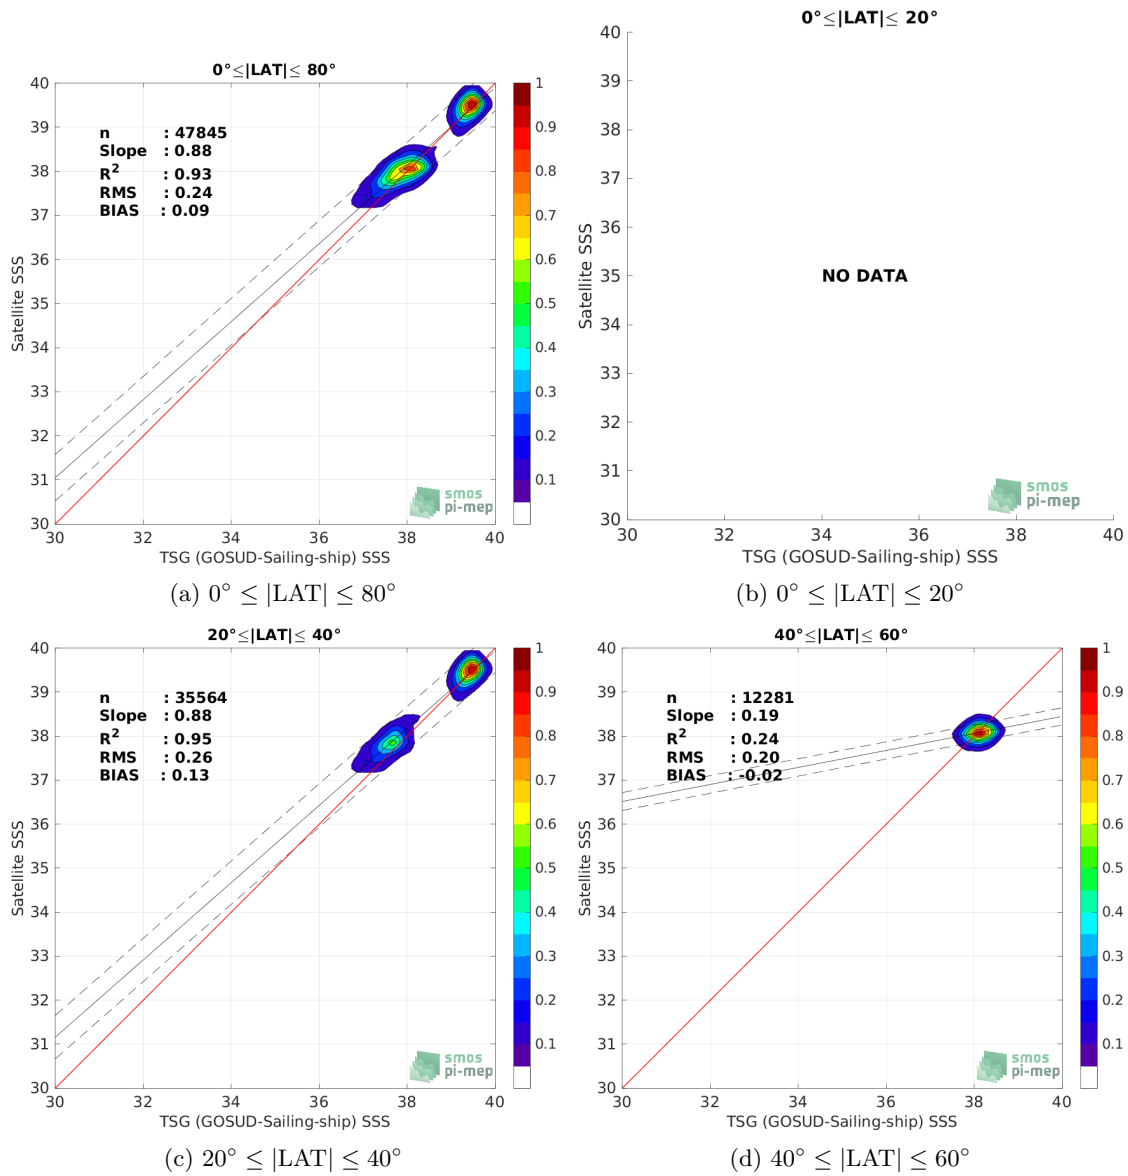 0°≤|LAT|≤ 80°
40
39
38
37
36
35
34
33
32
31
30
30
32
34
36
38
40
Satellite SSS
TSG (GOSUD-Sailing-ship) SSS
n : 47845
Slope : 0.88
R² : 0.93
RMS : 0.24
BIAS : 0.09
smos
pi-mep
1
0.9
0.8
0.7
0.6
0.5
0.4
0.3
0.2
0.1
(a) 0° ≤ |LAT| ≤ 80°
0°≤|LAT|≤ 20°
40
39
38
37
36
35
34
33
32
31
30
30
32
34
36
38
40
Satellite SSS
TSG (GOSUD-Sailing-ship) SSS
NO DATA
smos
pi-mep
(b) 0° ≤ |LAT| ≤ 20°
20°≤|LAT|≤ 40°
40
39
38
37
36
35
34
33
32
31
30
30
32
34
36
38
40
Satellite SSS
TSG (GOSUD-Sailing-ship) SSS
n : 35564
Slope : 0.88
R² : 0.95
RMS : 0.26
BIAS : 0.13
smos
pi-mep
1
0.9
0.8
0.7
0.6
0.5
0.4
0.3
0.2
0.1
(c) 20° ≤ |LAT| ≤ 40°
40°≤|LAT|≤ 60°
40
39
38
37
36
35
34
33
32
31
30
30
32
34
36
38
40
Satellite SSS
TSG (GOSUD-Sailing-ship) SSS
n : 12281
Slope : 0.19
R² : 0.24
RMS : 0.20
BIAS : -0.02
smos
pi-mep
1
0.9
0.8
0.7
0.6
0.5
0.4
0.3
0.2
0.1
(d) 40° ≤ |LAT| ≤ 60°